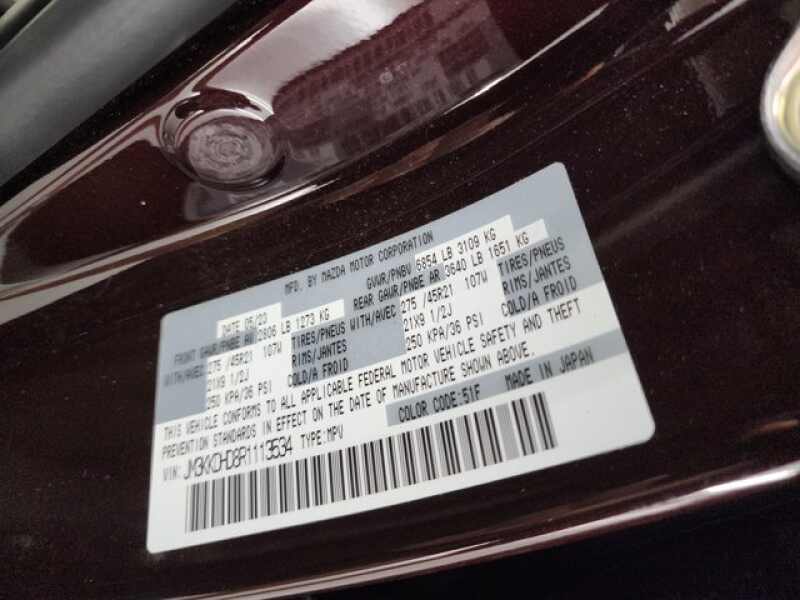 MFD. BY MAZDA MOTOR CORPORATION
DATE 05/23 GVWR/PNBV 6854 LB 3109 KG
FRONT GAWR/PNBE AV 2806 LB 1273 KG REAR GAWR/PNBE AR 3640 LB 1651 KG
WITH/AVEC 275 /45R21 107W TIRES/PNEUS WITH/AVEC 275 /45R21 107W TIRES/PNEUS
21X9 1/2J RIMS/JANTES 21X9 1/2J RIMS/JANTES
250 KPA/36 PSI COLD/A FROID 250 KPA/36 PSI COLD/A FROID
THIS VEHICLE CONFORMS TO ALL APPLICABLE FEDERAL MOTOR VEHICLE SAFETY AND THEFT
PREVENTION STANDARDS IN EFFECT ON THE DATE OF MANUFACTURE SHOWN ABOVE.
VIN: JM3KKDHD8R1113534 TYPE:MPV COLOR CODE:51F MADE IN JAPAN